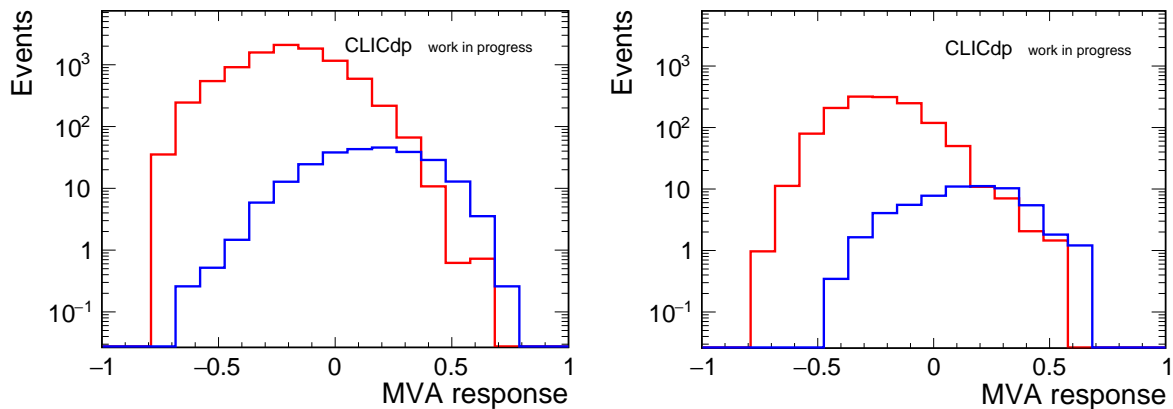 Events
CLICdp work in progress
10³
10²
10
1
10⁻¹
−1 −0.5 0 0.5 1
MVA response
Events
CLICdp work in progress
10³
10²
10
1
10⁻¹
−1 −0.5 0 0.5 1
MVA response